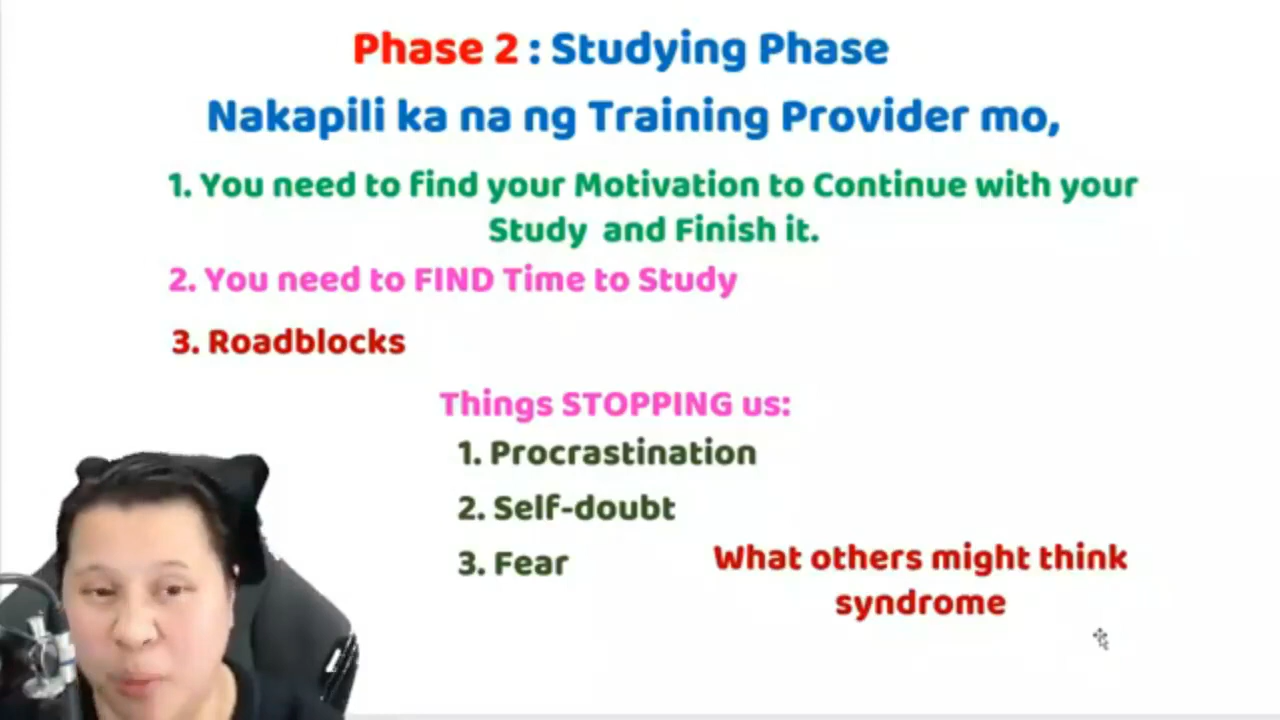 Phase 2 : Studying Phase
Nakapili ka na ng Training Provider mo,
1. You need to find your Motivation to Continue with your
Study and Finish it.
2. You need to FIND Time to Study
3. Roadblocks
Things STOPPING us:
1. Procrastination
2. Self-doubt
3. Fear
What others might think
syndrome